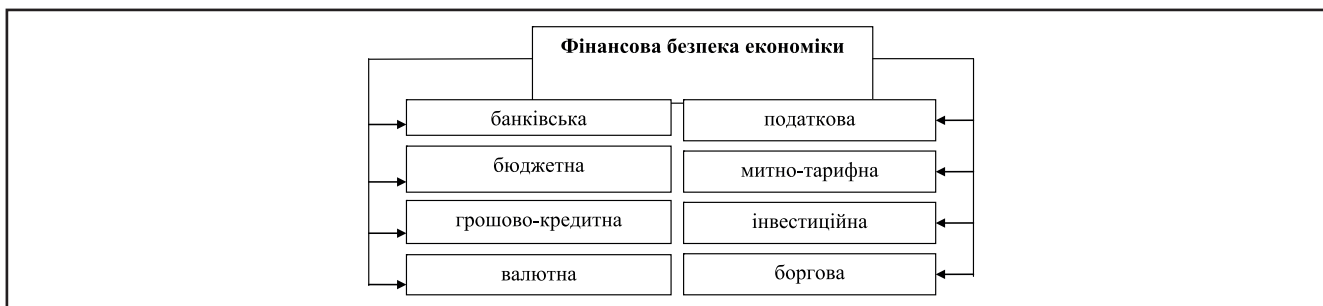 Фінансова безпека економіки
банківська
податкова
бюджетна
митно-тарифна
грошово-кредитна
інвестиційна
валютна
боргова